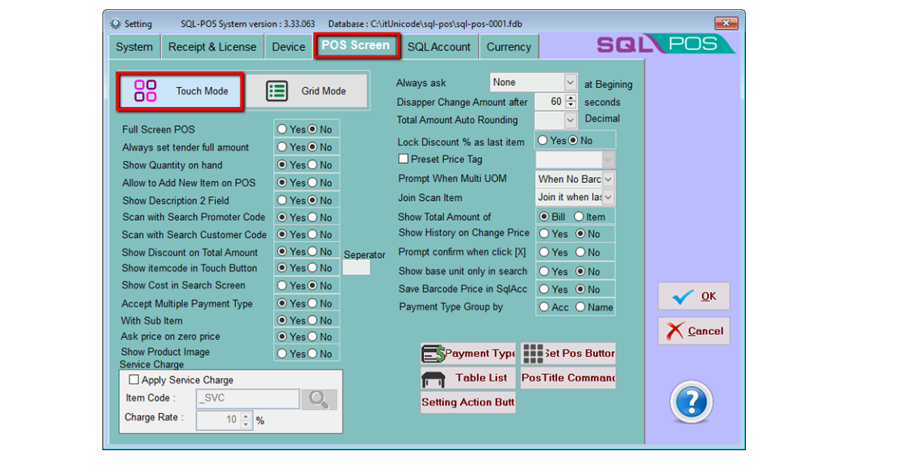 Setting SQL-POS System version : 3.33.063 Database : C:\itUnicode\sql-pos\sql-pos-0001.fdb
System Receipt & License Device POS Screen SQL Account Currency SQL POS
Touch Mode Grid Mode
Full Screen POS Yes No
Always set tender full amount Yes No
Show Quantity on hand Yes No
Allow to Add New Item on POS Yes No
Show Description 2 Field Yes No
Scan with Search Promoter Code Yes No
Scan with Search Customer Code Yes No
Show Discount on Total Amount Yes No Seperator
Show itemcode in Touch Button Yes No
Show Cost in Search Screen Yes No
Accept Multiple Payment Type Yes No
With Sub Item Yes No
Ask price on zero price Yes No
Show Product Image Yes No
Service Charge
Apply Service Charge
Item Code : _SVC
Charge Rate : 10 %
Always ask None at Begining
Disapper Change Amount after 60 seconds
Total Amount Auto Rounding Decimal
Lock Discount % as last item Yes No
Preset Price Tag
Prompt When Multi UOM When No Barc
Join Scan Item Join it when las
Show Total Amount of Bill Item
Show History on Change Price Yes No
Prompt confirm when click [X] Yes No
Show base unit only in search Yes No
Save Barcode Price in SqlAcc Yes No
Payment Type Group by Acc Name
Payment Type Set Pos Button
Table List PosTitle Command
Setting Action Butt
OK
Cancel
?